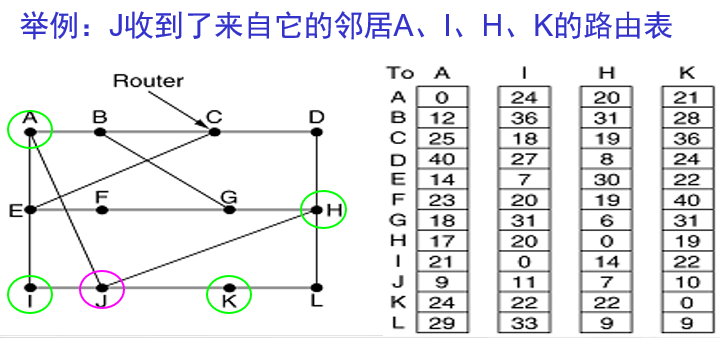 举例：J收到了来自它的邻居A、I、H、K的路由表
Router
A B C D
E F G H
I J K L
To A I H K
A 0 24 20 21
B 12 36 31 28
C 25 18 19 36
D 40 27 8 24
E 14 7 30 22
F 23 20 19 40
G 18 31 6 31
H 17 20 0 19
I 21 0 14 22
J 9 11 7 10
K 24 22 22 0
L 29 33 9 9